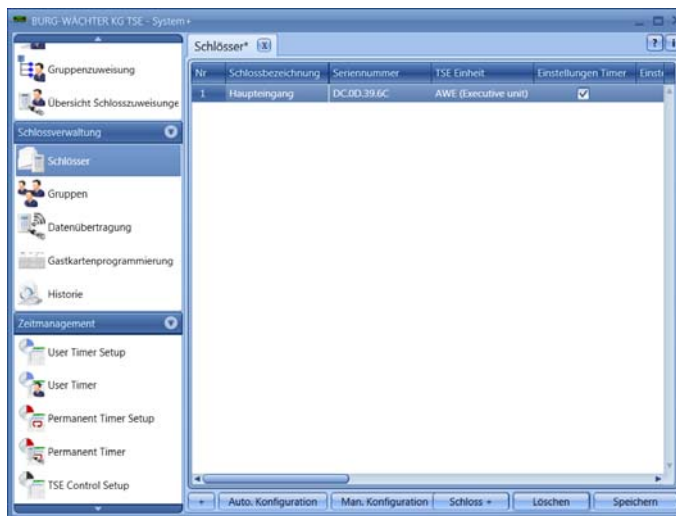 BURG-WÄCHTER KG TSE - System+
Gruppenzuweisung
Übersicht Schlosszuweisunge
Schlossverwaltung
Schlösser
Gruppen
Datenübertragung
Gastkartenprogrammierung
Historie
Zeitmanagement
User Timer Setup
User Timer
Permanent Timer Setup
Permanent Timer
TSE Control Setup
Schlösser*
Nr Schlossbezeichnung Seriennummer TSE Einheit Einstellungen Timer Einst
1 Haupteingang DC.0D.39.6C AWE (Executive unit)
+ Auto. Konfiguration Man. Konfiguration Schloss + Löschen Speichern